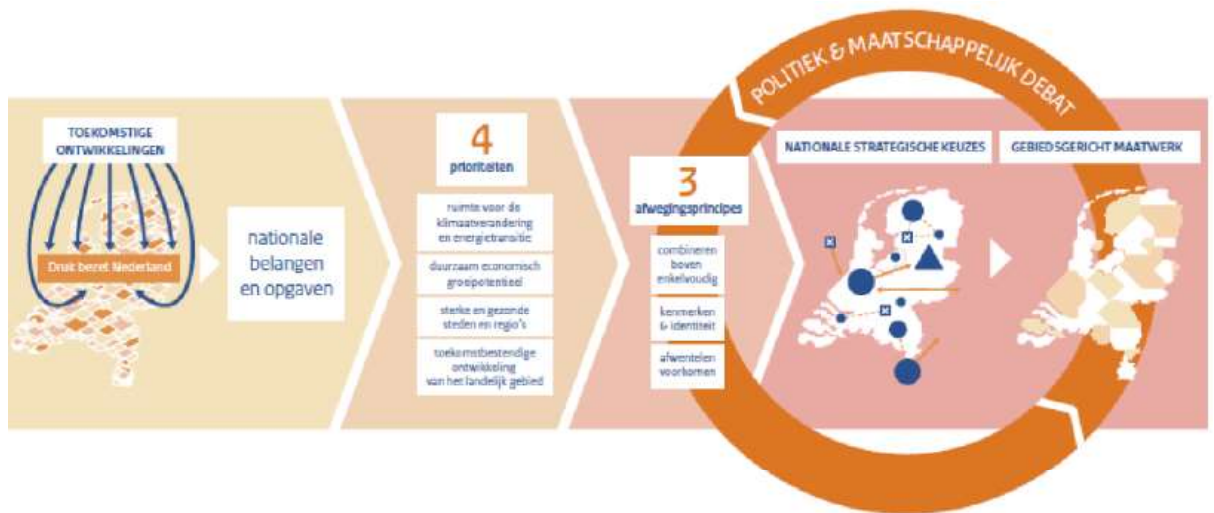 POLITIEK & MAATSCHAPPELIJK DEBAT
TOEKOMSTIGE
ONTWIKKELINGEN
Druk bezet Nederland
nationale
belangen
en opgaven
4
prioriteiten
ruimte voor de
klimaatverandering
en energietransitie
duurzaam economisch
groeipotentieel
sterke en gezonde
steden en regio's
toekomstbestendige
ontwikkeling
van het landelijk gebied
3
afwegingsprincipes
combineren
boven
enkelvoudig
kenmerken
& identiteit
afwentelen
voorkomen
NATIONALE STRATEGISCHE KEUZES
GEBIEDSGERICHT MAATWERK